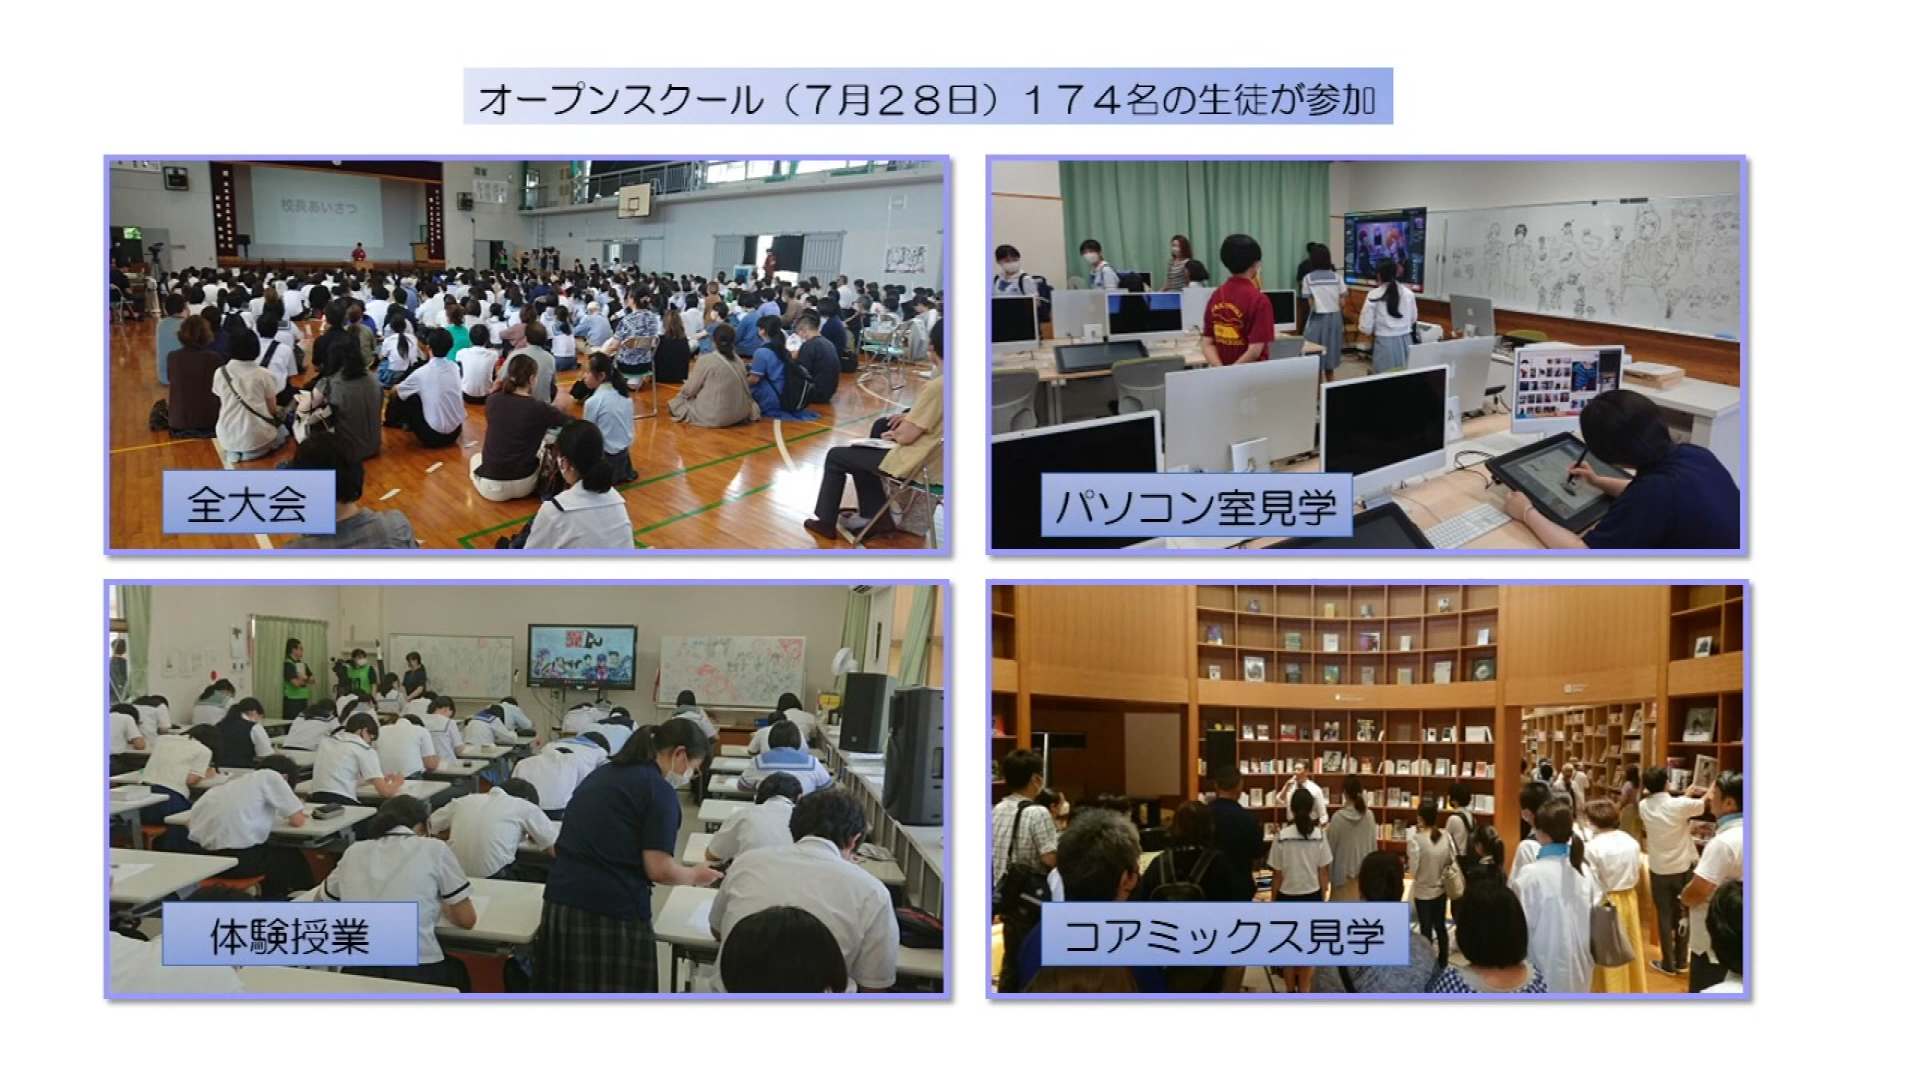 オープンスクール（７月２８日）１７４名の生徒が参加
校長あいさつ
全大会
パソコン室見学
体験授業
コアミックス見学